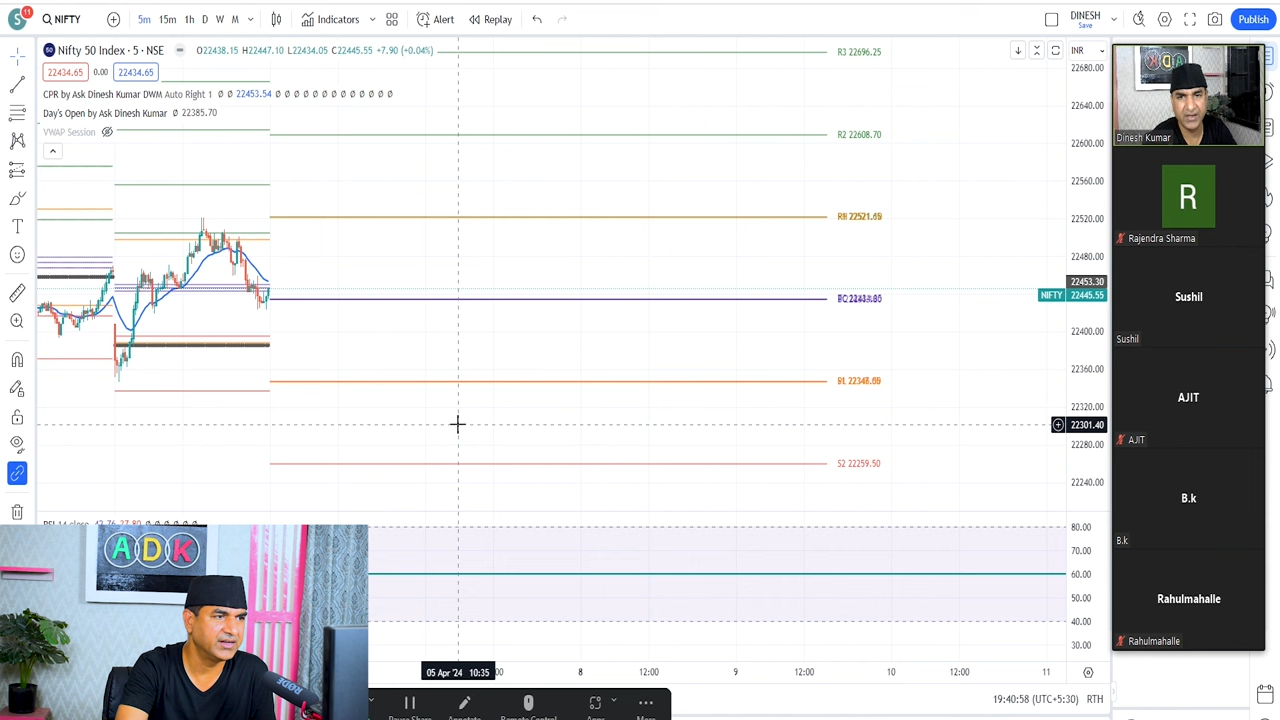 S
11
NIFTY
5m 15m 1h D W M
Indicators
Alert
Replay
DINESH
Save
Publish
50 Nifty 50 Index · 5 · NSE
O22438.15 H22447.10 L22434.05 C22445.55 +7.90 (+0.04%)
22434.65 0.00 22434.65
CPR by Ask Dinesh Kumar DWM Auto Right 1 Ø Ø 22453.54 Ø Ø Ø Ø Ø Ø Ø Ø Ø Ø Ø Ø Ø
Day's Open by Ask Dinesh Kumar Ø 22385.70
VWAP Session
R3 22696.25
R2 22608.70
S2 22259.50
INR
22680.00
22640.00
22600.00
22560.00
22520.00
22480.00
22453.30
NIFTY 22445.55
22400.00
22360.00
22320.00
22301.40
22280.00
22240.00
80.00
70.00
60.00
50.00
40.00
30.00
05 Apr '24 10:35
8 12:00 9 12:00 10 12:00 11
19:40:58 (UTC+5:30) RTH
ADK
RØDE
Dinesh Kumar
R
Rajendra Sharma
Sushil
Sushil
AJIT
AJIT
B.k
B.k
Rahulmahalle
Rahulmahalle